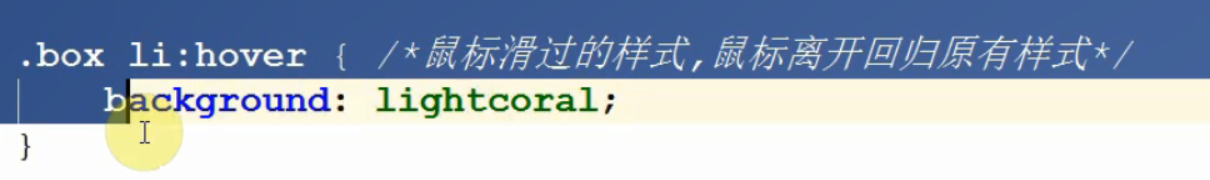 .box li:hover { /*鼠标滑过的样式,鼠标离开回归原有样式*/
    background: lightcoral;
}